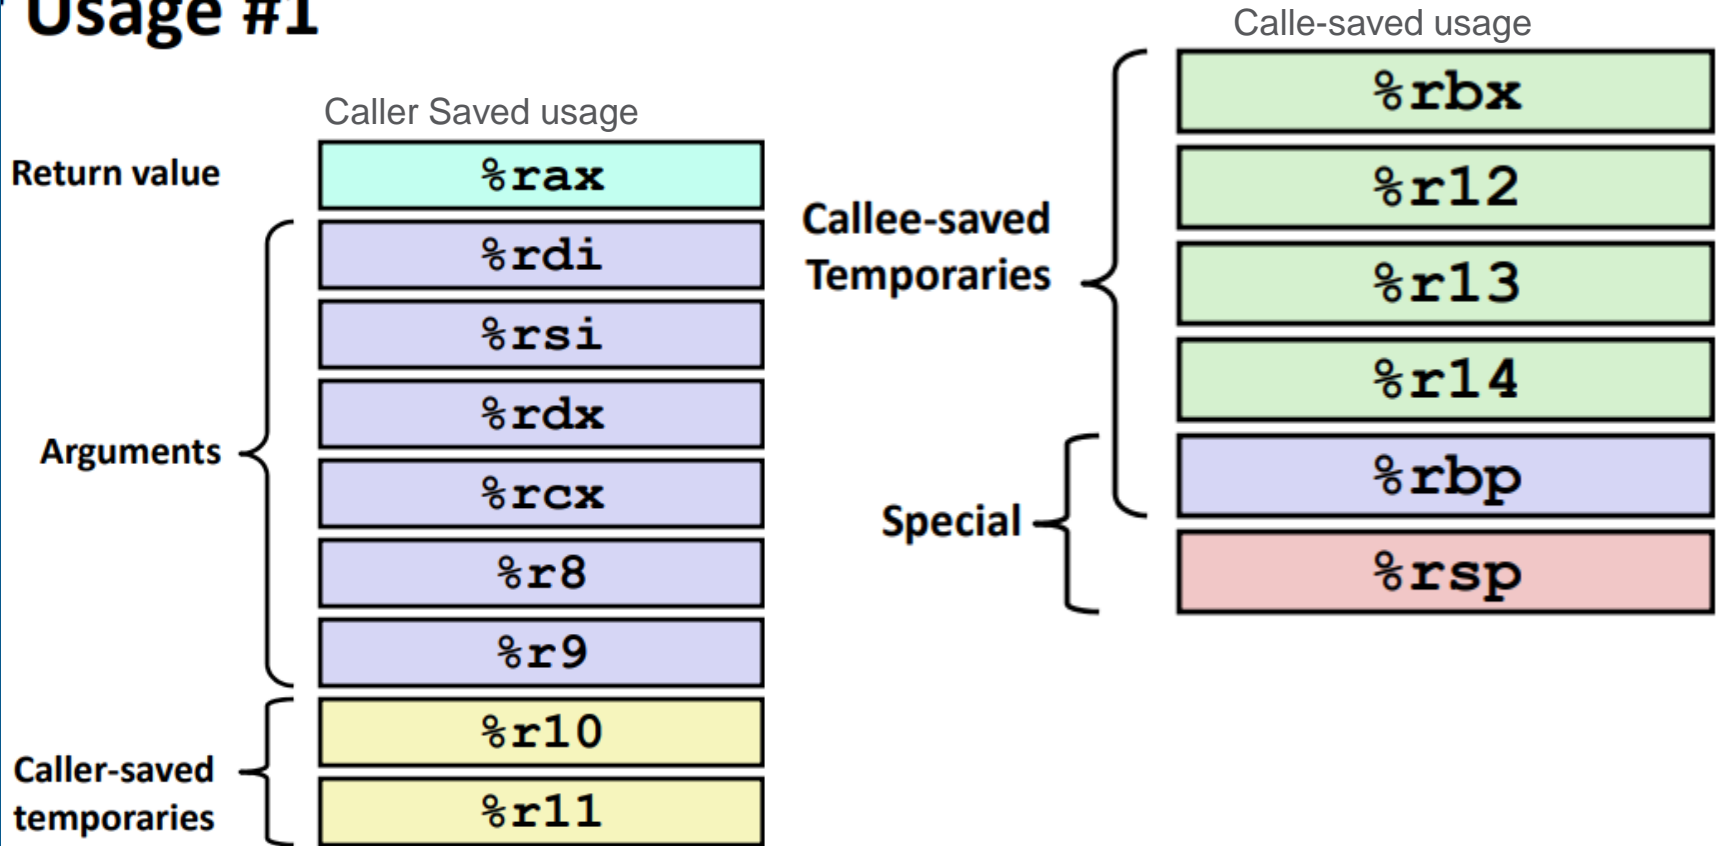 Usage #1
Caller Saved usage
Return value
%rax
%rdi
%rsi
%rdx
Arguments
%rcx
%r8
%r9
%r10
Caller-saved
temporaries
%r11
Calle-saved usage
%rbx
%r12
Callee-saved
Temporaries
%r13
%r14
%rbp
Special
%rsp